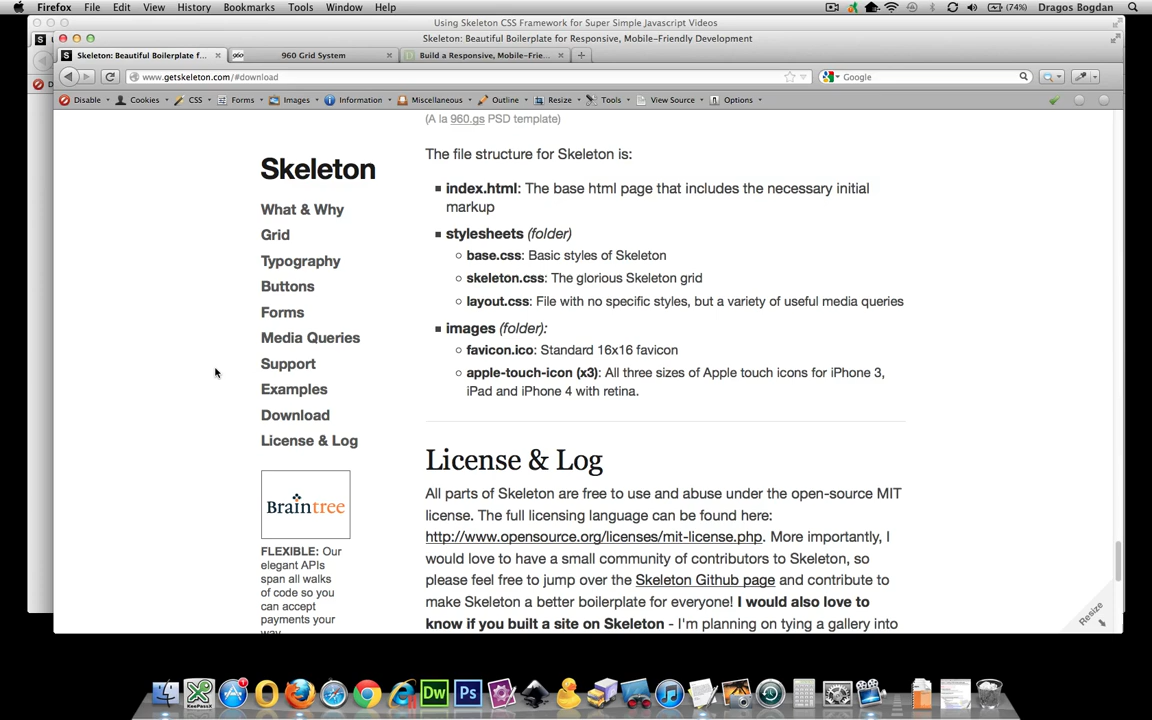 Firefox File Edit View History Bookmarks Tools Window Help (74%) Dragos Bogdan
Using Skeleton CSS Framework for Super Simple Javascript Videos
Skeleton: Beautiful Boilerplate for Responsive, Mobile-Friendly Development
Skeleton: Beautiful Boilerplate f... 960 Grid System Build a Responsive, Mobile-Frie...
www.getskeleton.com/#download Google
Disable Cookies CSS Forms Images Information Miscellaneous Outline Resize Tools View Source Options
(A la 960.gs PSD template)
The file structure for Skeleton is:
index.html: The base html page that includes the necessary initial
markup
stylesheets (folder)
base.css: Basic styles of Skeleton
skeleton.css: The glorious Skeleton grid
layout.css: File with no specific styles, but a variety of useful media queries
images (folder):
favicon.ico: Standard 16x16 favicon
apple-touch-icon (x3): All three sizes of Apple touch icons for iPhone 3,
iPad and iPhone 4 with retina.
License & Log
All parts of Skeleton are free to use and abuse under the open-source MIT
license. The full licensing language can be found here:
http://www.opensource.org/licenses/mit-license.php. More importantly, I
would love to have a small community of contributors to Skeleton, so
please feel free to jump over the Skeleton Github page and contribute to
make Skeleton a better boilerplate for everyone! I would also love to
know if you built a site on Skeleton - I'm planning on tying a gallery into
Skeleton
What & Why
Grid
Typography
Buttons
Forms
Media Queries
Support
Examples
Download
License & Log
Braintree
FLEXIBLE: Our
elegant APIs
span all walks
of code so you
can accept
payments your
way
Resize
Dw Ps